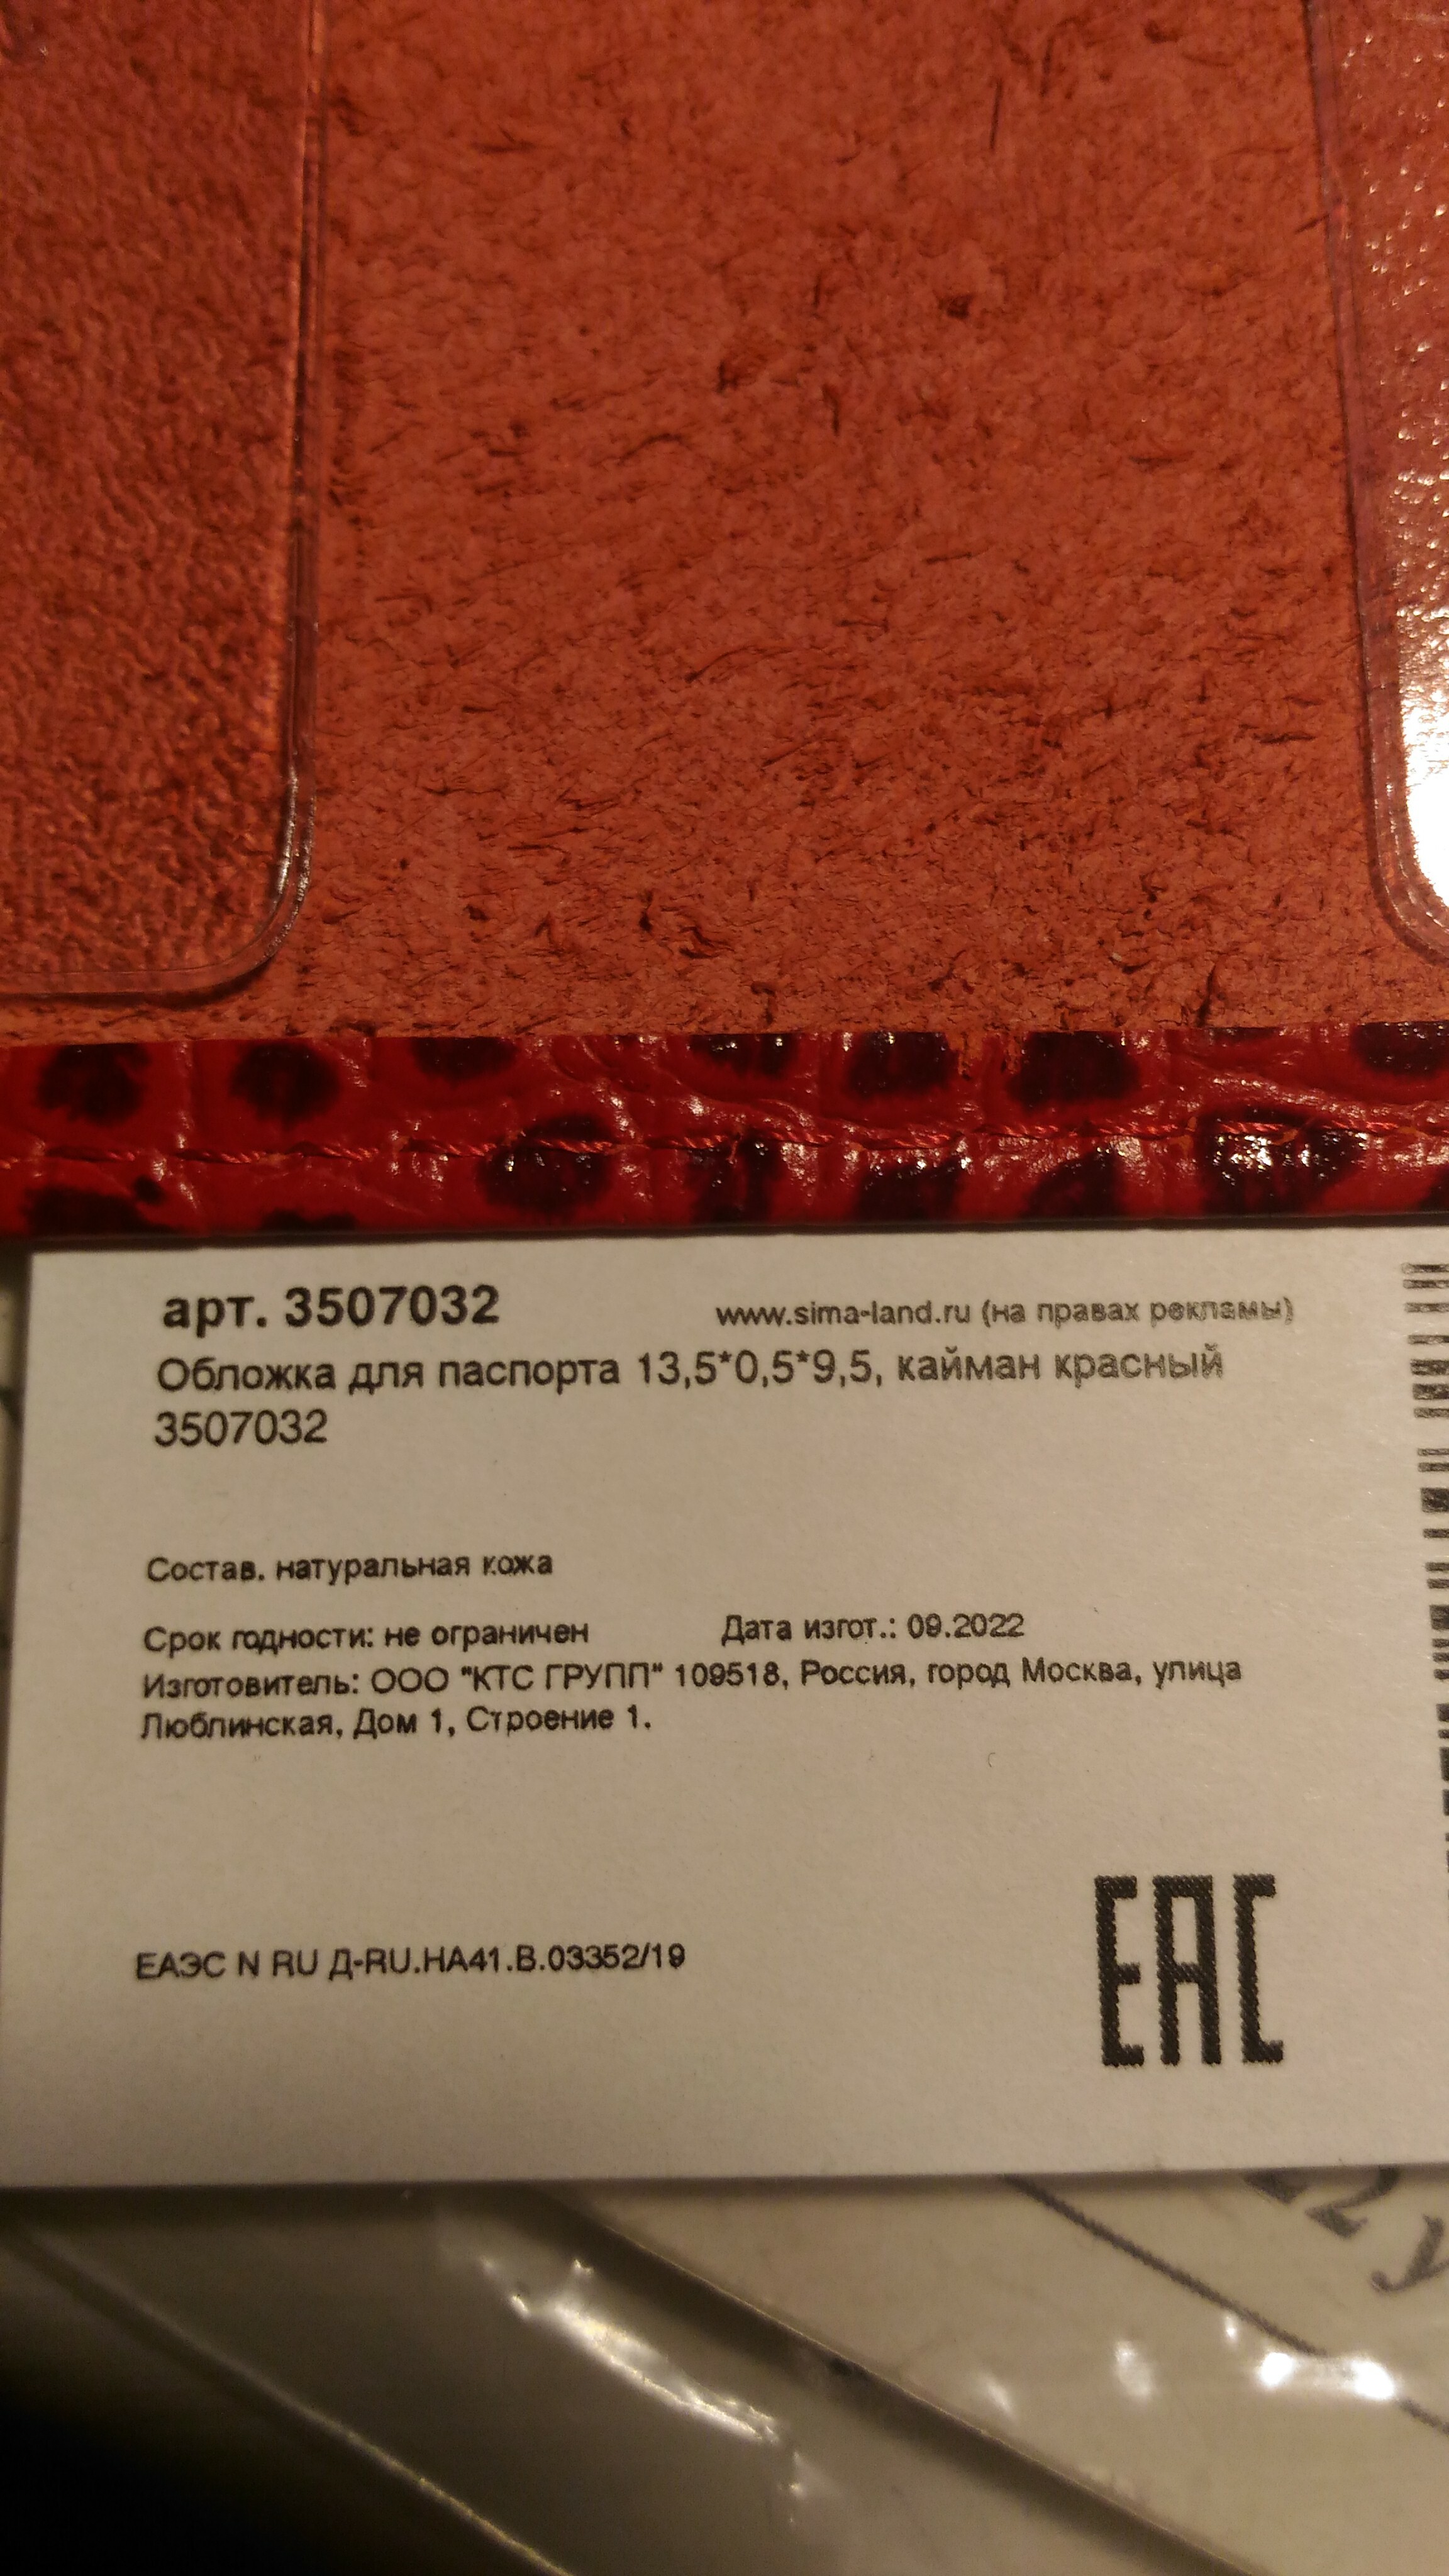 арт. 3507032
www.sima-land.ru (на правах рекламы)
Обложка для паспорта 13,5*0,5*9,5, кайман красный
3507032
Состав. натуральная кожа
Срок годности: не ограничен
Дата изгот.: 09.2022
Изготовитель: ООО "КТС ГРУПП" 109518, Россия, город Москва, улица
Люблинская, Дом 1, Строение 1.
ЕАЭС N RU Д-RU.НА41.В.03352/19
EAC